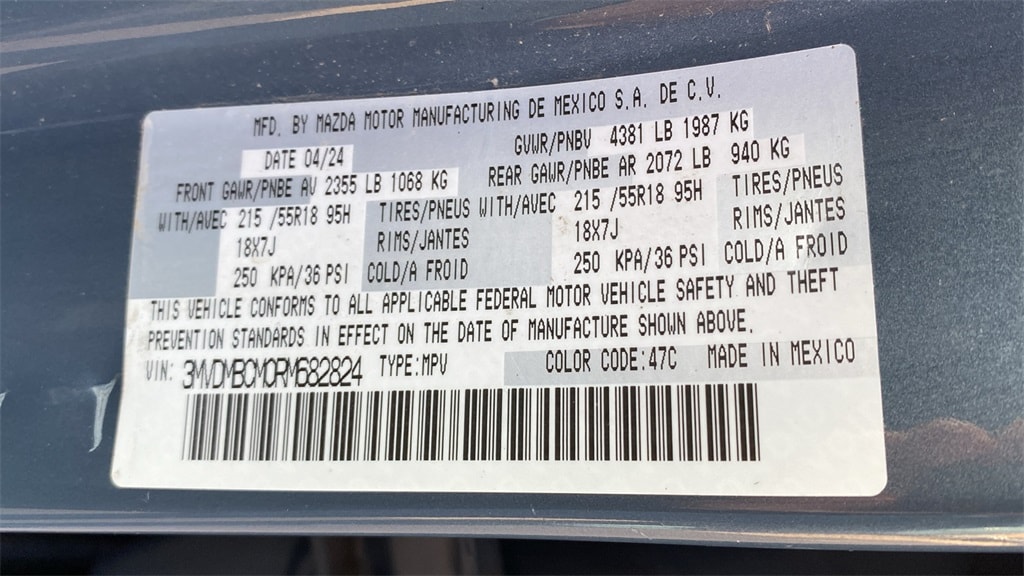 MFD. BY MAZDA MOTOR MANUFACTURING DE MEXICO S.A. DE C.V.
DATE 04/24 GVWR/PNBV 4381 LB 1987 KG
FRONT GAWR/PNBE AV 2355 LB 1068 KG REAR GAWR/PNBE AR 2072 LB 940 KG
WITH/AVEC 215 /55R18 95H TIRES/PNEUS WITH/AVEC 215 /55R18 95H TIRES/PNEUS
18X7J RIMS/JANTES 18X7J RIMS/JANTES
250 KPA/36 PSI COLD/A FROID 250 KPA/36 PSI COLD/A FROID
THIS VEHICLE CONFORMS TO ALL APPLICABLE FEDERAL MOTOR VEHICLE SAFETY AND THEFT
PREVENTION STANDARDS IN EFFECT ON THE DATE OF MANUFACTURE SHOWN ABOVE.
VIN: 3MVDMBCM0RM682824 TYPE:MPV COLOR CODE:47C MADE IN MEXICO